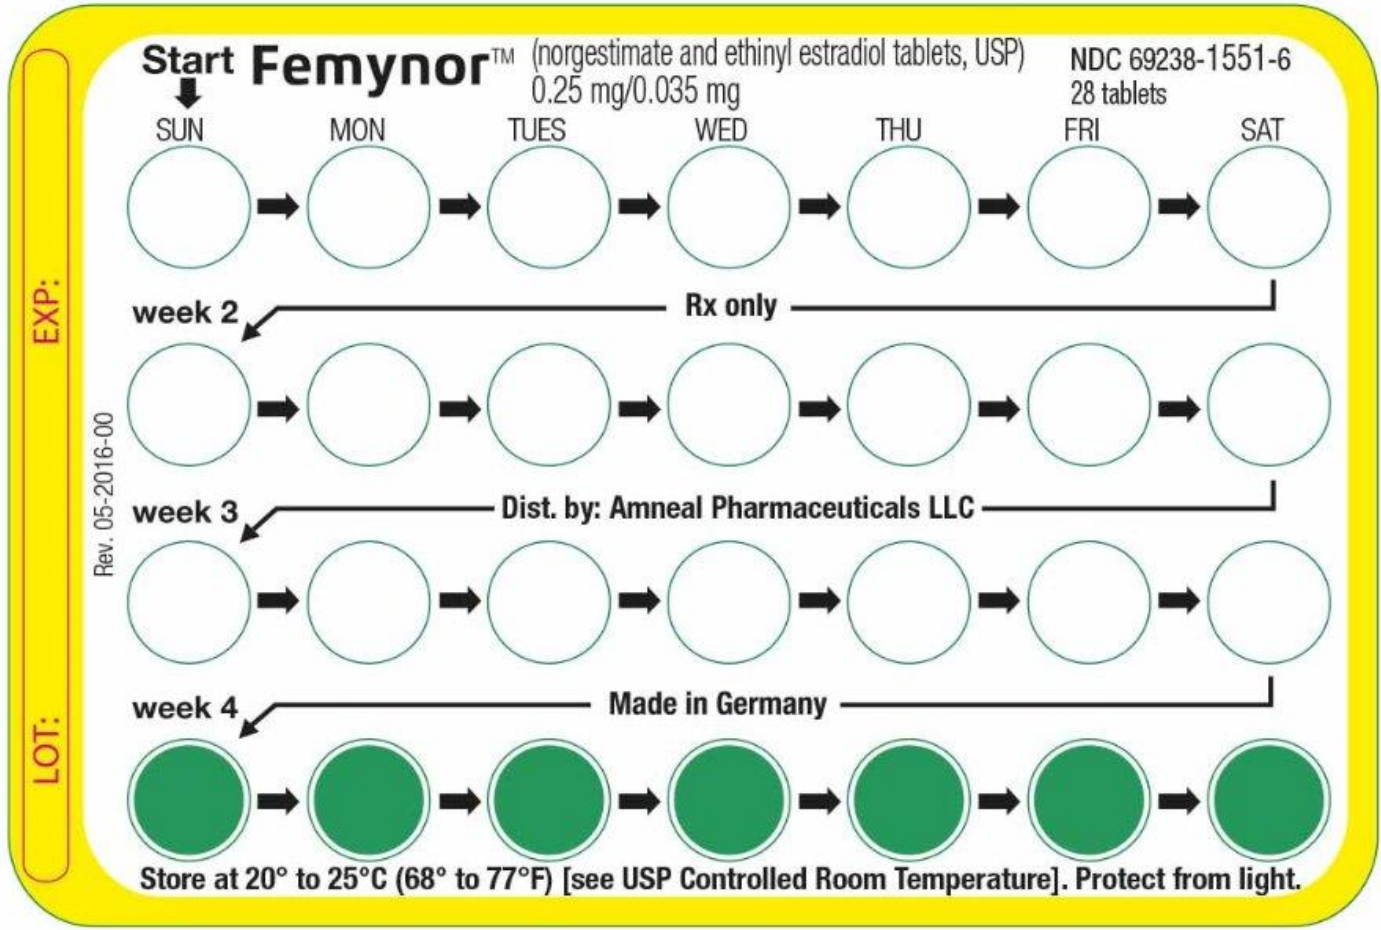 Start Femynor™ (norgestimate and ethinyl estradiol tablets, USP) NDC 69238-1551-6
0.25 mg/0.035 mg 28 tablets
SUN MON TUES WED THU FRI SAT
week 2 Rx only
week 3 Dist. by: Amneal Pharmaceuticals LLC
week 4 Made in Germany
Store at 20° to 25°C (68° to 77°F) [see USP Controlled Room Temperature]. Protect from light.
EXP:
LOT:
Rev. 05-2016-00